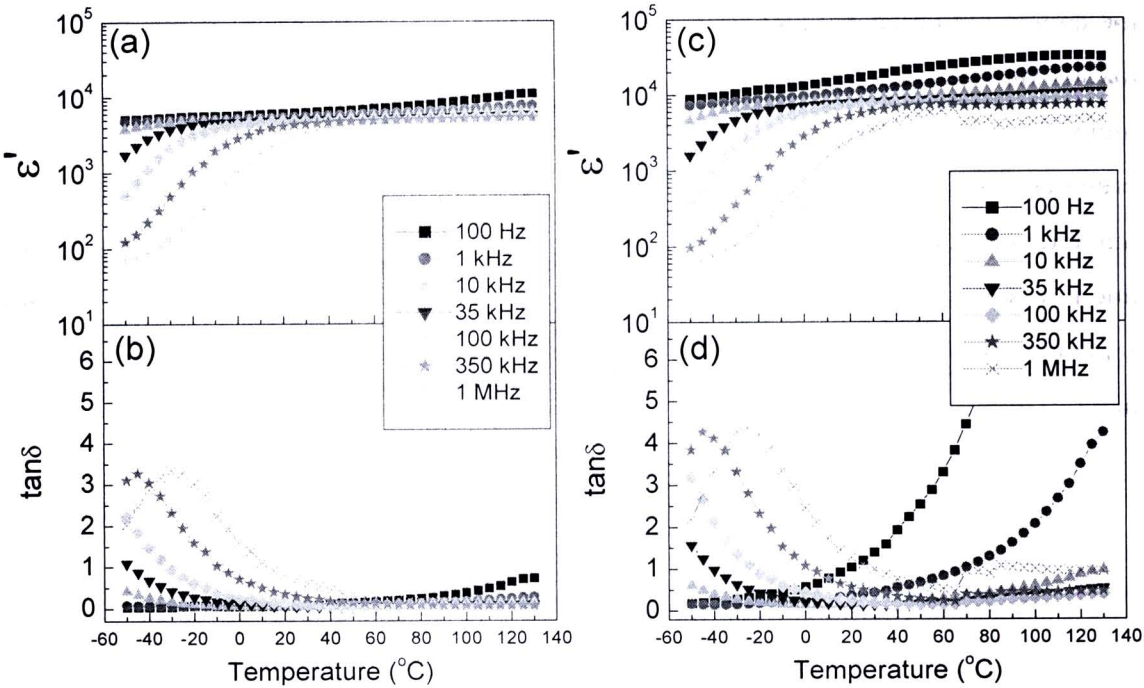 (a)
10^5
10^4
10^3
10^2
10^1
ε'
100 Hz
1 kHz
10 kHz
35 kHz
100 kHz
350 kHz
1 MHz
(b)
6
5
4
3
2
1
0
tanδ
-60 -40 -20 0 20 40 60 80 100 120 140
Temperature (°C)
(c)
10^5
10^4
10^3
10^2
10^1
ε'
100 Hz
1 kHz
10 kHz
35 kHz
100 kHz
350 kHz
1 MHz
(d)
6
5
4
3
2
1
0
tanδ
-60 -40 -20 0 20 40 60 80 100 120 140
Temperature (°C)